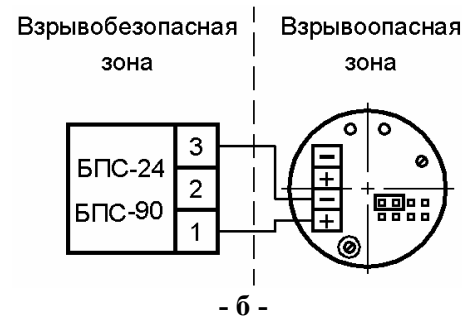 Взрывобезопасная
зона
Взрывоопасная
зона
БПС-24
БПС-90
3
2
1
−
+
−
+
- б -